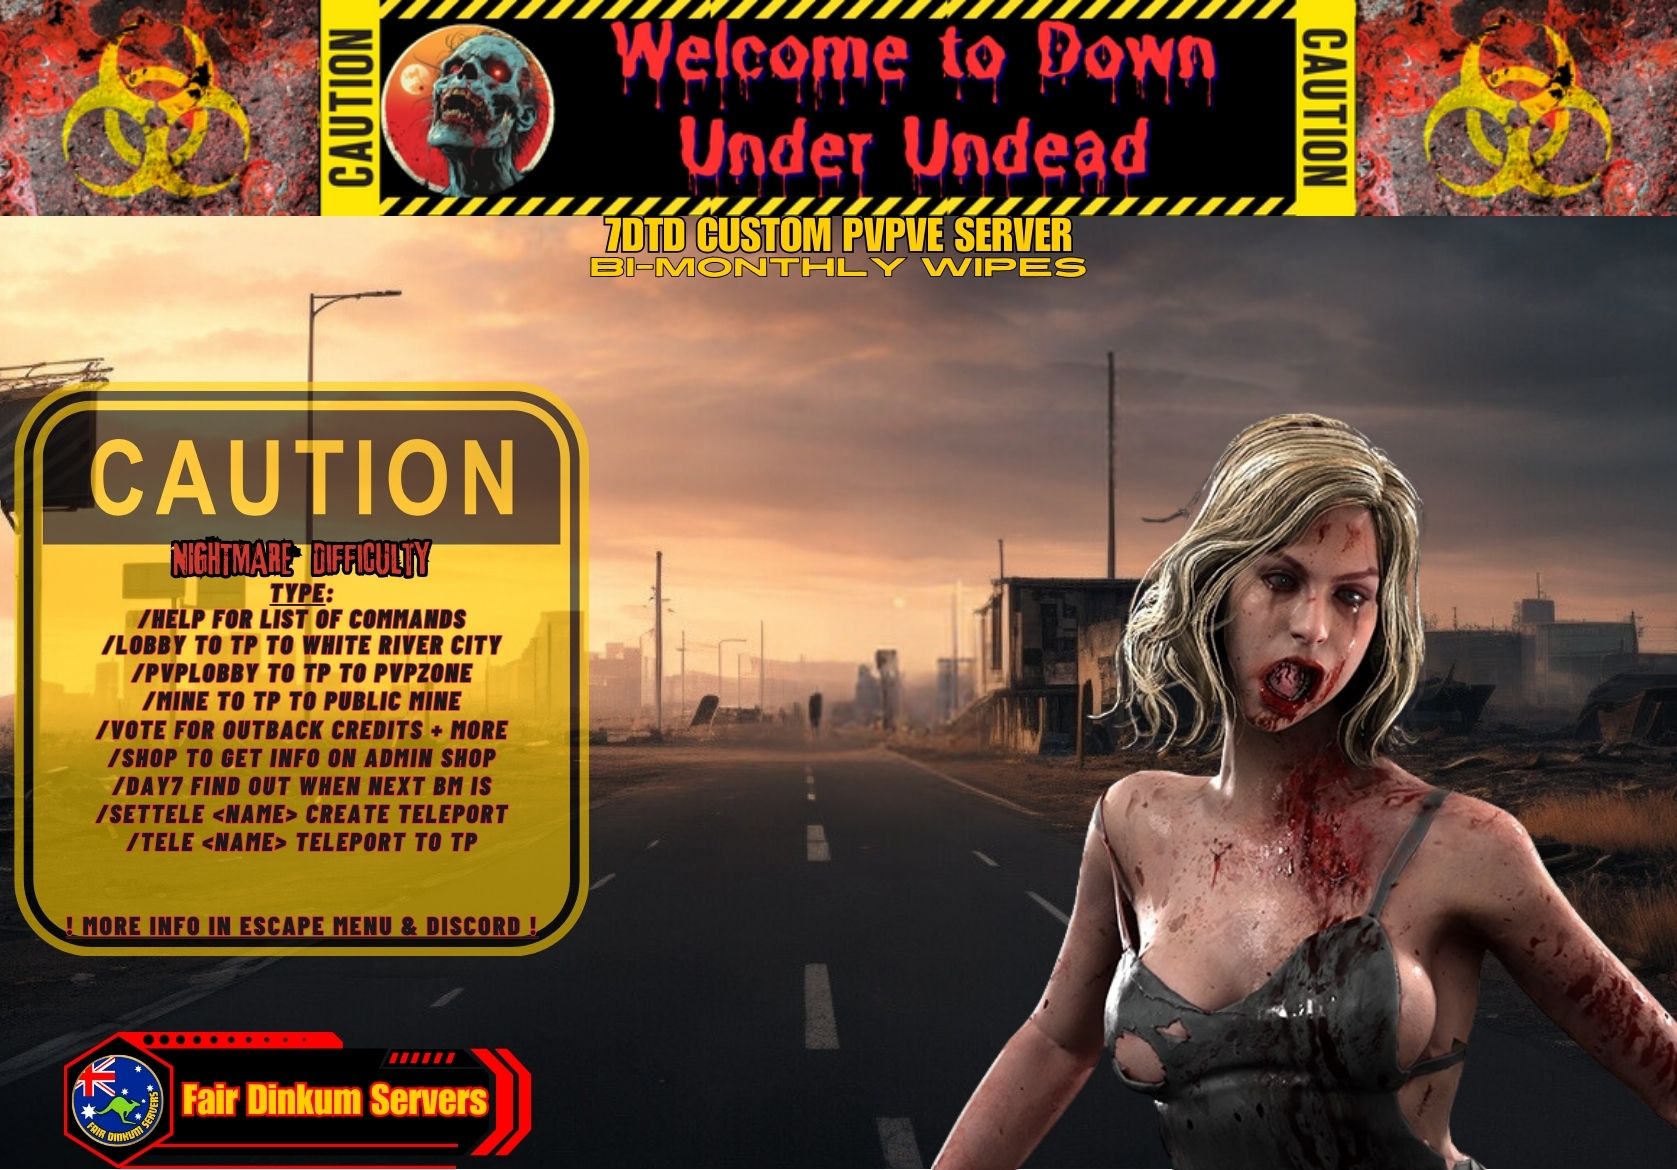 CAUTION
Welcome to Down
Under Undead
CAUTION
7DTD CUSTOM PVPVE SERVER
BI-MONTHLY WIPES
CAUTION
NIGHTMARE DIFFICULTY
TYPE:
/HELP FOR LIST OF COMMANDS
/LOBBY TO TP TO WHITE RIVER CITY
/PVPLOBBY TO TP TO PVPZONE
/MINE TO TP TO PUBLIC MINE
/VOTE FOR OUTBACK CREDITS + MORE
/SHOP TO GET INFO ON ADMIN SHOP
/DAY7 FIND OUT WHEN NEXT BM IS
/SETTELE <NAME> CREATE TELEPORT
/TELE <NAME> TELEPORT TO TP
! MORE INFO IN ESCAPE MENU & DISCORD !
FAIR DINKUM SERVERS
Fair Dinkum Servers